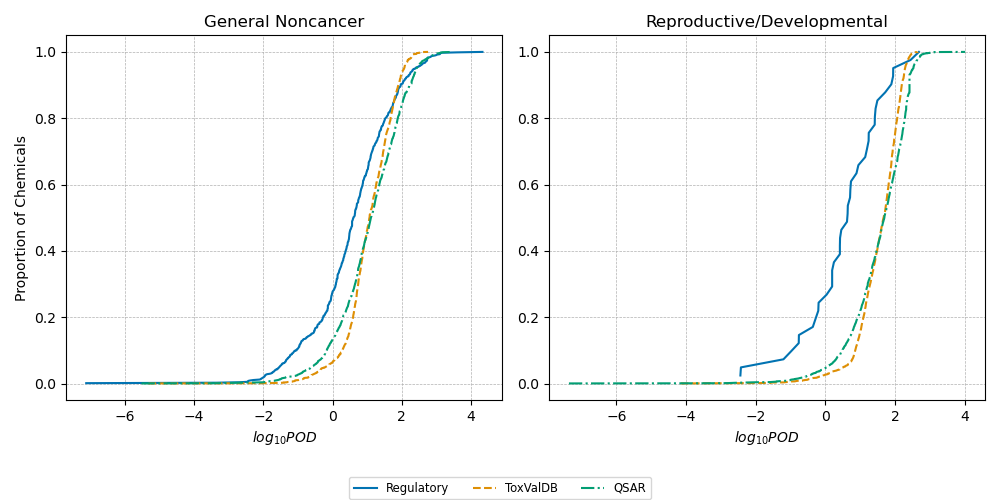 General Noncancer
Reproductive/Developmental
Proportion of Chemicals
1.0
0.8
0.6
0.4
0.2
0.0
−6 −4 −2 0 2 4
log10POD
1.0
0.8
0.6
0.4
0.2
0.0
−6 −4 −2 0 2 4
log10POD
Regulatory ToxValDB QSAR